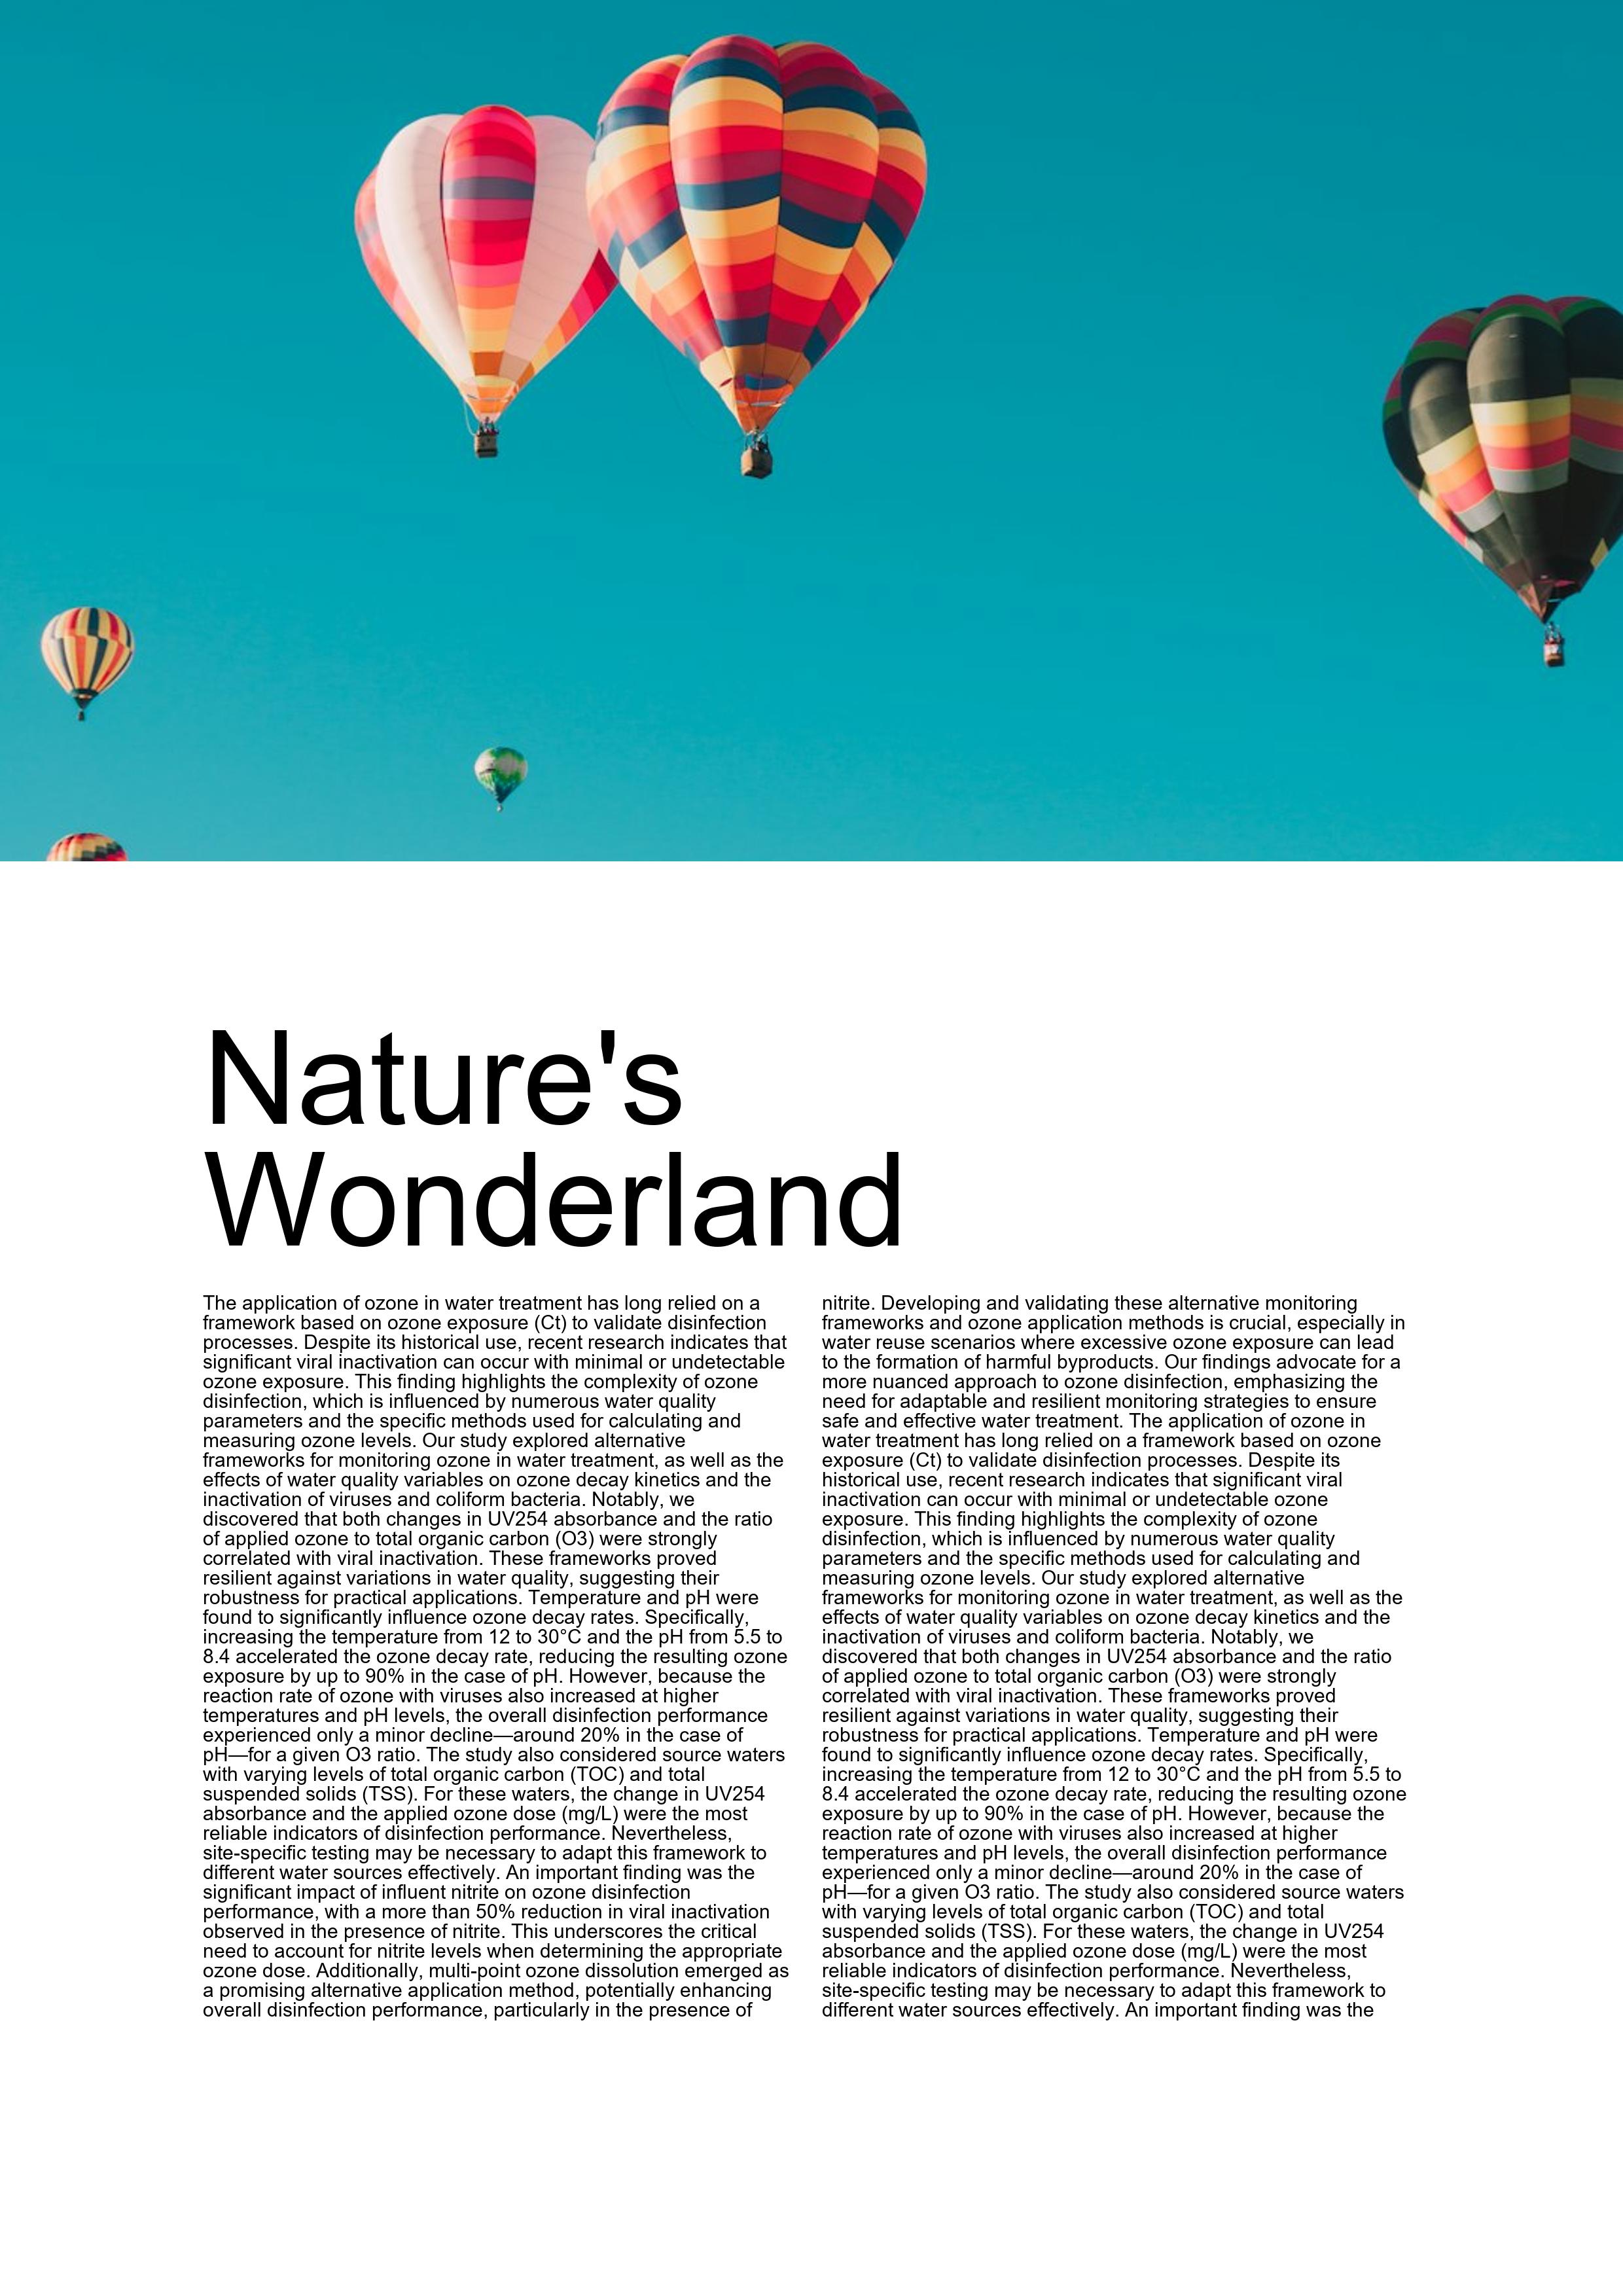 Nature's
Wonderland
The application of ozone in water treatment has long relied on a
framework based on ozone exposure (Ct) to validate disinfection
processes. Despite its historical use, recent research indicates that
significant viral inactivation can occur with minimal or undetectable
ozone exposure. This finding highlights the complexity of ozone
disinfection, which is influenced by numerous water quality
parameters and the specific methods used for calculating and
measuring ozone levels. Our study explored alternative
frameworks for monitoring ozone in water treatment, as well as the
effects of water quality variables on ozone decay kinetics and the
inactivation of viruses and coliform bacteria. Notably, we
discovered that both changes in UV254 absorbance and the ratio
of applied ozone to total organic carbon (O3) were strongly
correlated with viral inactivation. These frameworks proved
resilient against variations in water quality, suggesting their
robustness for practical applications. Temperature and pH were
found to significantly influence ozone decay rates. Specifically,
increasing the temperature from 12 to 30°C and the pH from 5.5 to
8.4 accelerated the ozone decay rate, reducing the resulting ozone
exposure by up to 90% in the case of pH. However, because the
reaction rate of ozone with viruses also increased at higher
temperatures and pH levels, the overall disinfection performance
experienced only a minor decline—around 20% in the case of
pH—for a given O3 ratio. The study also considered source waters
with varying levels of total organic carbon (TOC) and total
suspended solids (TSS). For these waters, the change in UV254
absorbance and the applied ozone dose (mg/L) were the most
reliable indicators of disinfection performance. Nevertheless,
site-specific testing may be necessary to adapt this framework to
different water sources effectively. An important finding was the
significant impact of influent nitrite on ozone disinfection
performance, with a more than 50% reduction in viral inactivation
observed in the presence of nitrite. This underscores the critical
need to account for nitrite levels when determining the appropriate
ozone dose. Additionally, multi-point ozone dissolution emerged as
a promising alternative application method, potentially enhancing
overall disinfection performance, particularly in the presence of
nitrite. Developing and validating these alternative monitoring
frameworks and ozone application methods is crucial, especially in
water reuse scenarios where excessive ozone exposure can lead
to the formation of harmful byproducts. Our findings advocate for a
more nuanced approach to ozone disinfection, emphasizing the
need for adaptable and resilient monitoring strategies to ensure
safe and effective water treatment. The application of ozone in
water treatment has long relied on a framework based on ozone
exposure (Ct) to validate disinfection processes. Despite its
historical use, recent research indicates that significant viral
inactivation can occur with minimal or undetectable ozone
exposure. This finding highlights the complexity of ozone
disinfection, which is influenced by numerous water quality
parameters and the specific methods used for calculating and
measuring ozone levels. Our study explored alternative
frameworks for monitoring ozone in water treatment, as well as the
effects of water quality variables on ozone decay kinetics and the
inactivation of viruses and coliform bacteria. Notably, we
discovered that both changes in UV254 absorbance and the ratio
of applied ozone to total organic carbon (O3) were strongly
correlated with viral inactivation. These frameworks proved
resilient against variations in water quality, suggesting their
robustness for practical applications. Temperature and pH were
found to significantly influence ozone decay rates. Specifically,
increasing the temperature from 12 to 30°C and the pH from 5.5 to
8.4 accelerated the ozone decay rate, reducing the resulting ozone
exposure by up to 90% in the case of pH. However, because the
reaction rate of ozone with viruses also increased at higher
temperatures and pH levels, the overall disinfection performance
experienced only a minor decline—around 20% in the case of
pH—for a given O3 ratio. The study also considered source waters
with varying levels of total organic carbon (TOC) and total
suspended solids (TSS). For these waters, the change in UV254
absorbance and the applied ozone dose (mg/L) were the most
reliable indicators of disinfection performance. Nevertheless,
site-specific testing may be necessary to adapt this framework to
different water sources effectively. An important finding was the